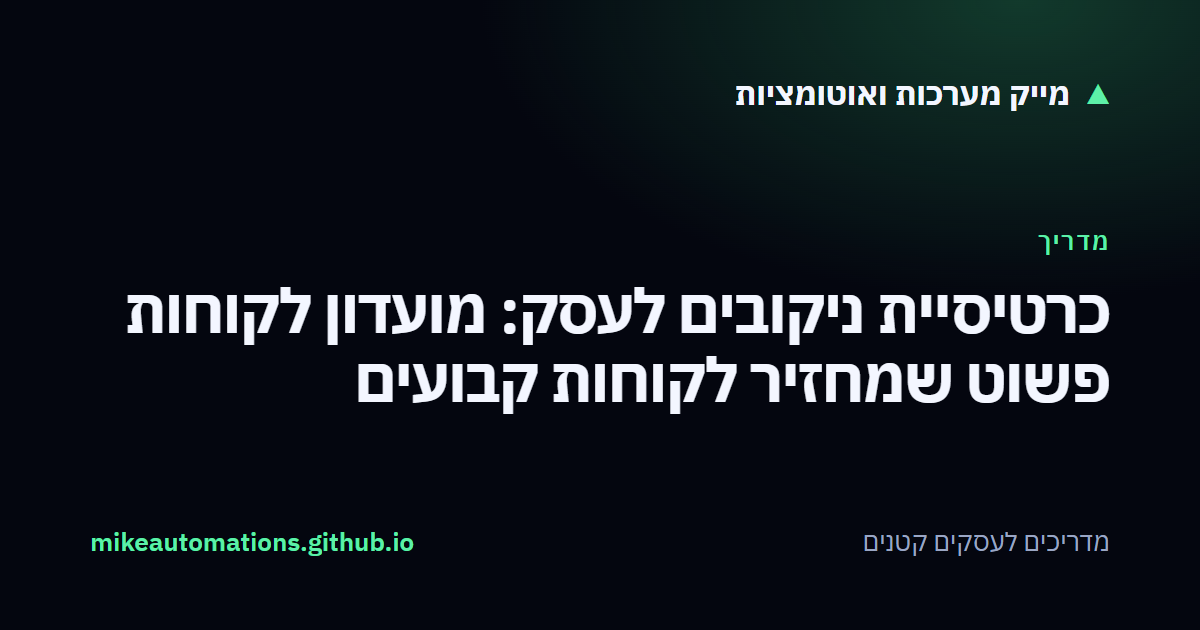 מייק מערכות ואוטומציות
מדריך
כרטיסיית ניקובים לעסק: מועדון לקוחות
פשוט שמחזיר לקוחות קבועים
מדריכים לעסקים קטנים
mikeautomations.github.io